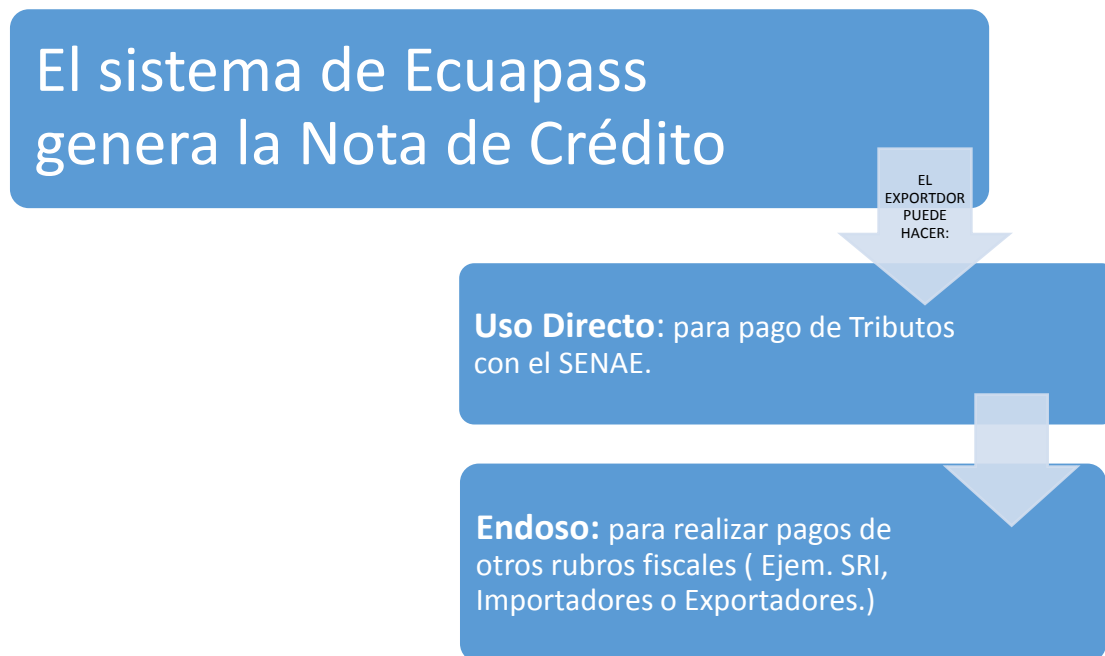 El sistema de Ecuapass
genera la Nota de Crédito
EL
EXPORTDOR
PUEDE
HACER:
Uso Directo: para pago de Tributos
con el SENAE.
Endoso: para realizar pagos de
otros rubros fiscales ( Ejem. SRI,
Importadores o Exportadores.)